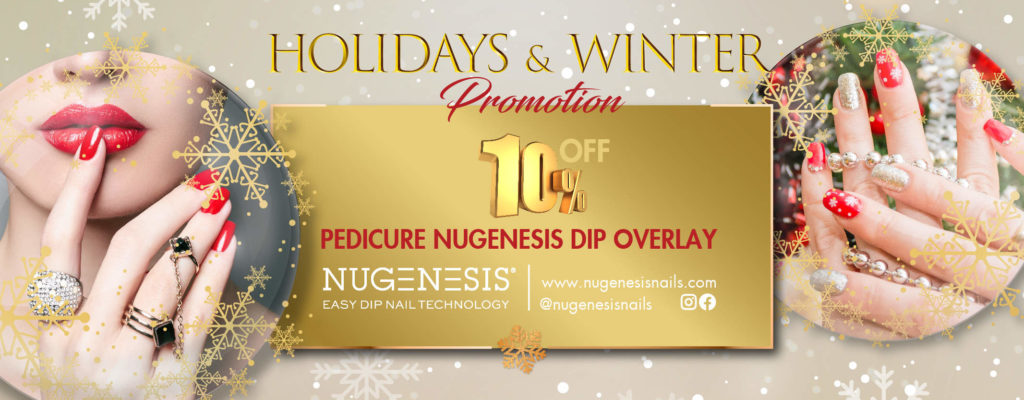 HOLIDAYS & WINTER
Promotion
10% OFF
PEDICURE NUGENESIS DIP OVERLAY
NUGENESIS®
EASY DIP NAIL TECHNOLOGY
www.nugenesisnails.com
@nugenesisnails